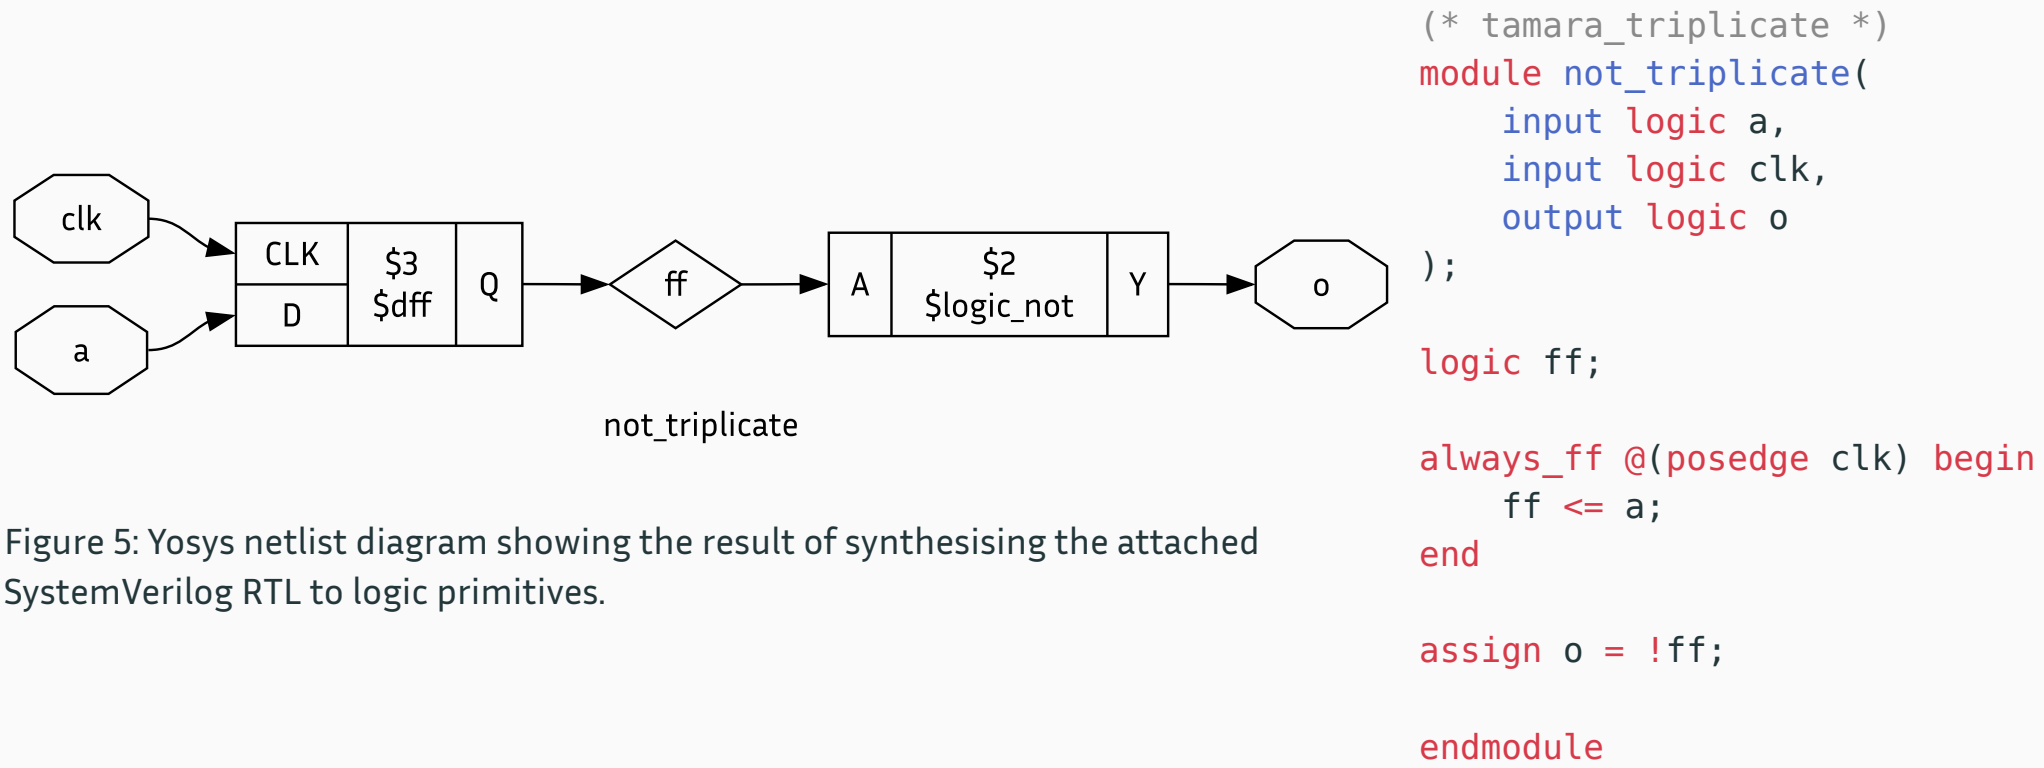 clk
a
CLK
D
$3
$dff
Q
ff
A
$2
$logic_not
Y
o
not_triplicate
Figure 5: Yosys netlist diagram showing the result of synthesising the attached
SystemVerilog RTL to logic primitives.
(* tamara_triplicate *)
module not_triplicate(
    input logic a,
    input logic clk,
    output logic o
);
logic ff;
always_ff @(posedge clk) begin
    ff <= a;
end
assign o = !ff;
endmodule